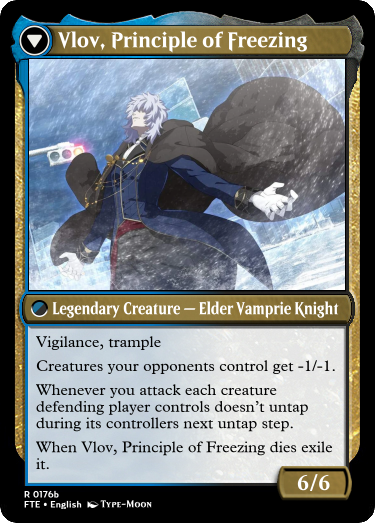 Vlov, Principle of Freezing
Legendary Creature — Elder Vamprie Knight
Vigilance, trample
Creatures your opponents control get -1/-1.
Whenever you attack each creature
defending player controls doesn't untap
during its controllers next untap step.
When Vlov, Principle of Freezing dies exile
it.
6/6
R 0176b
FTE • English Type-Moon